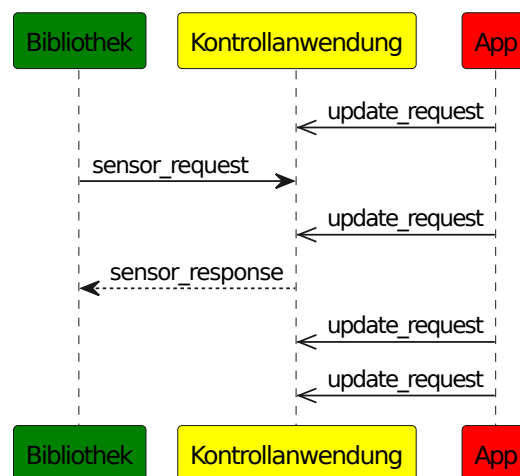 Bibliothek
Kontrollanwendung
App
update_request
sensor_request
update_request
sensor_response
update_request
update_request
Bibliothek
Kontrollanwendung
App